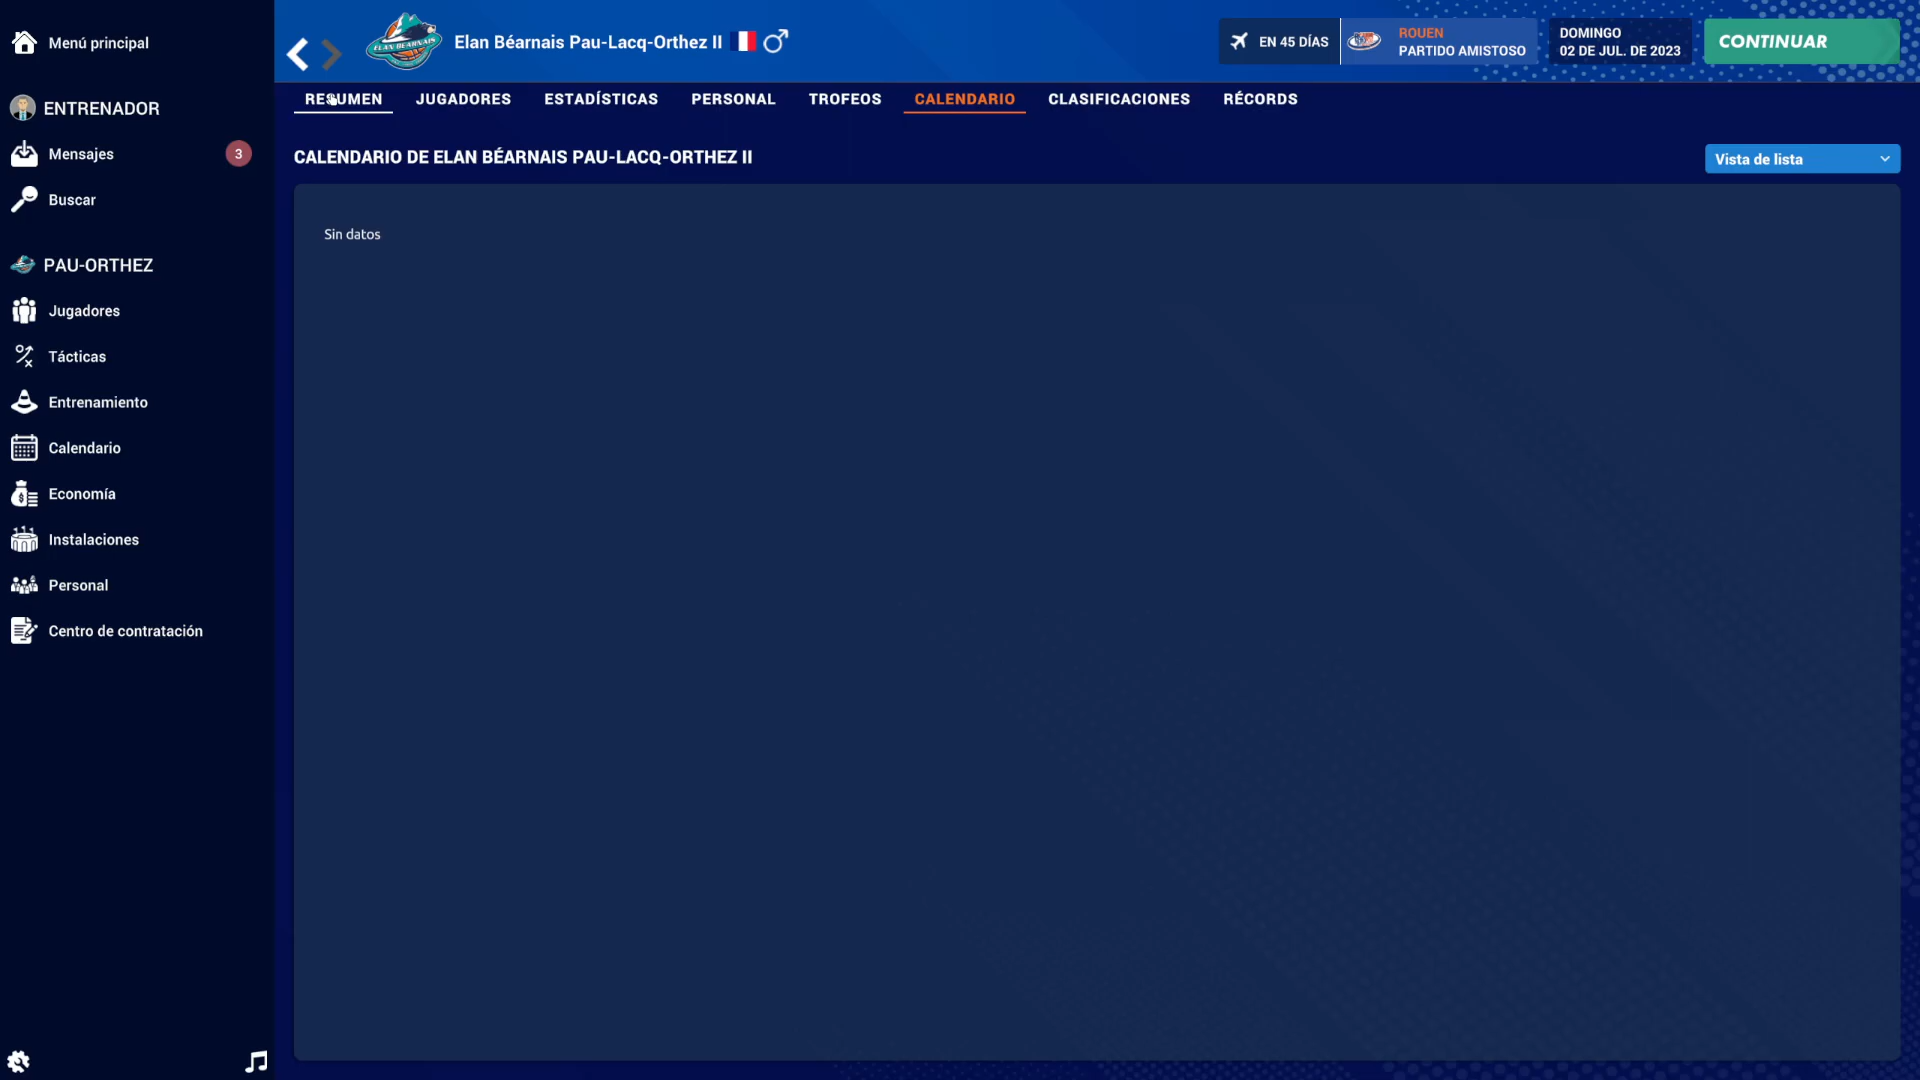 Menú principal
ENTRENADOR
Mensajes 3
Buscar
PAU-ORTHEZ
Jugadores
Tácticas
Entrenamiento
Calendario
Economía
Instalaciones
Personal
Centro de contratación
ELAN BÉARNAIS
Elan Béarnais Pau-Lacq-Orthez II
EN 45 DÍAS
ROUEN
PARTIDO AMISTOSO
DOMINGO
02 DE JUL. DE 2023
CONTINUAR
RESUMEN JUGADORES ESTADÍSTICAS PERSONAL TROFEOS CALENDARIO CLASIFICACIONES RÉCORDS
CALENDARIO DE ELAN BÉARNAIS PAU-LACQ-ORTHEZ II
Vista de lista
Sin datos